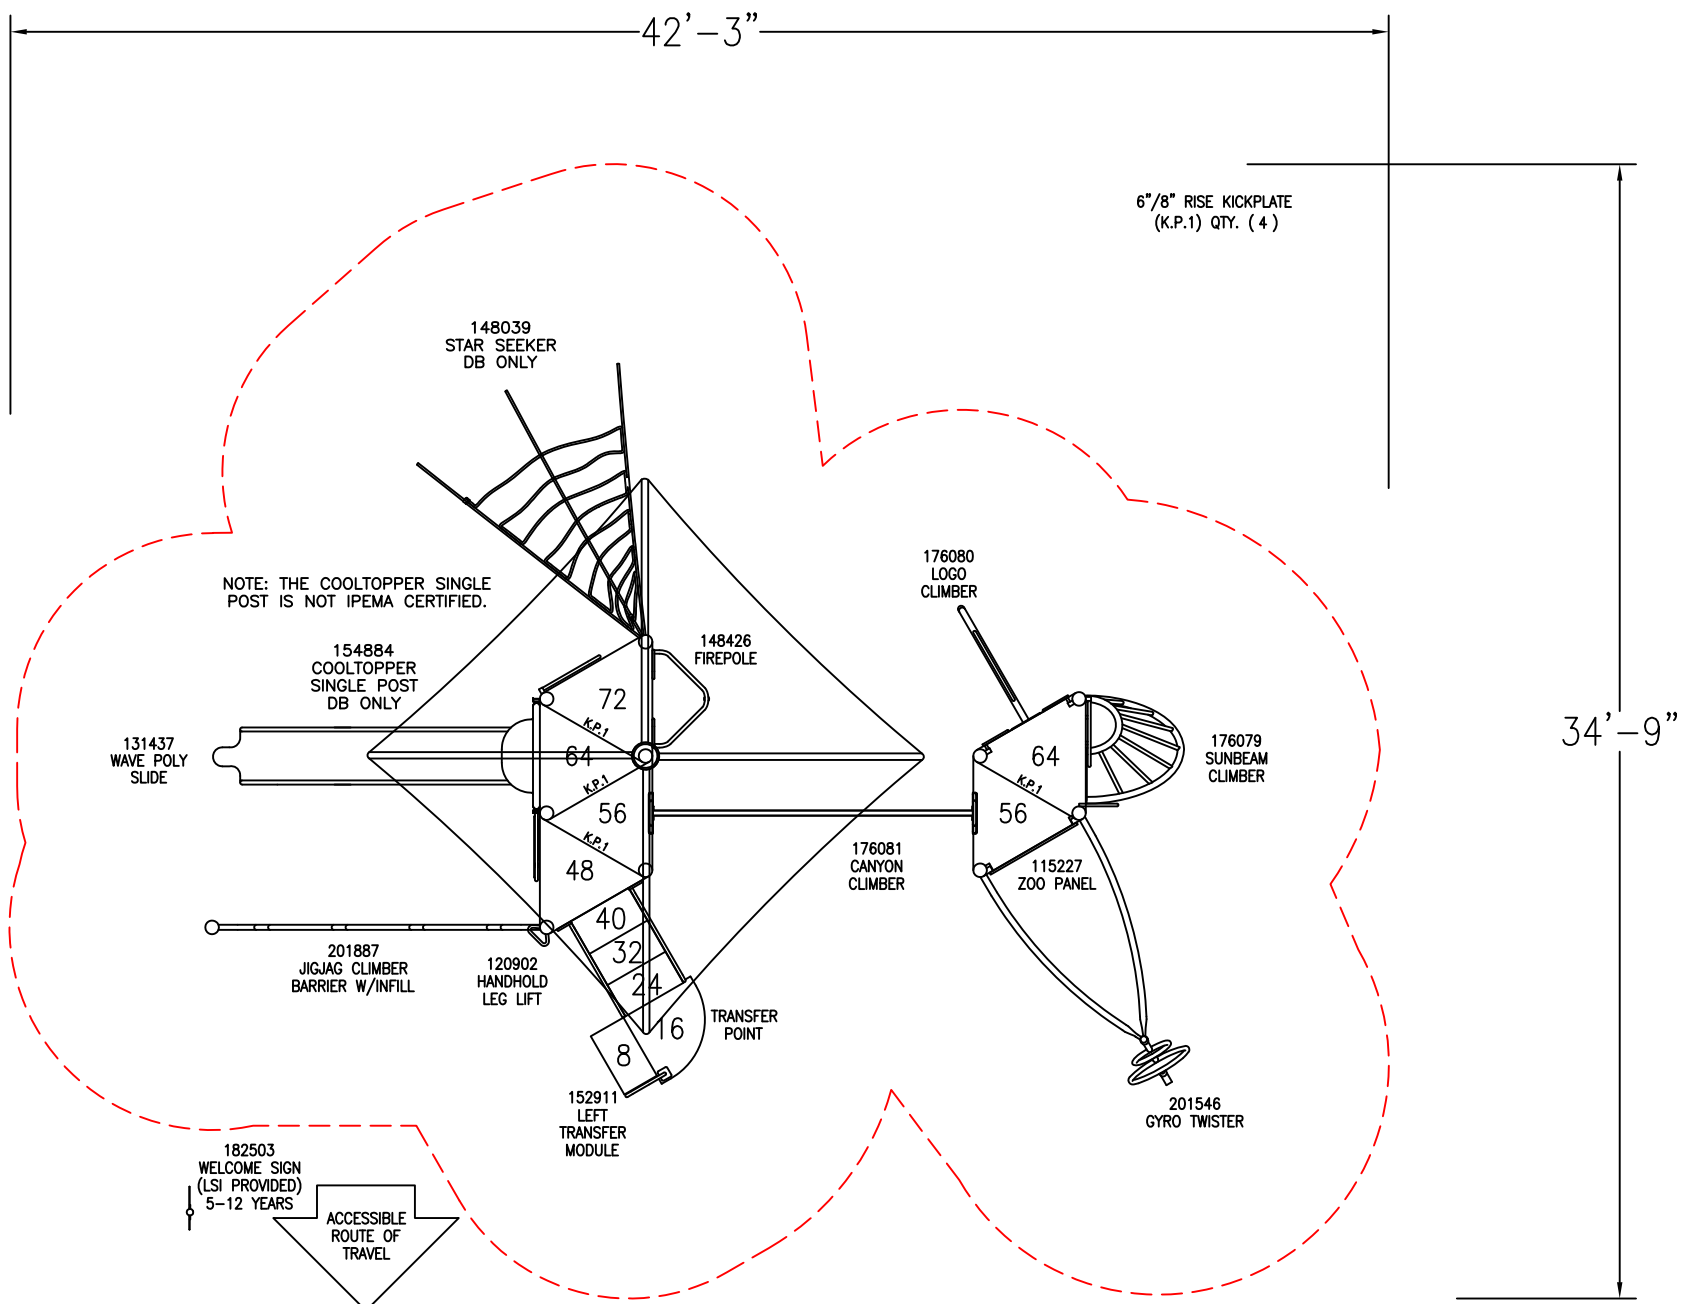 42'-3"
6"/8" RISE KICKPLATE
(K.P.1) QTY. ( 4 )
34'-9"
148039
STAR SEEKER
DB ONLY
NOTE: THE COOLTOPPER SINGLE
POST IS NOT IPEMA CERTIFIED.
154884
COOLTOPPER
SINGLE POST
DB ONLY
148426
FIREPOLE
176080
LOGO
CLIMBER
131437
WAVE POLY
SLIDE
176079
SUNBEAM
CLIMBER
72
K.P.1
64
K.P.1
56
K.P.1
48
40
32
24
16
8
64
K.P.1
56
176081
CANYON
CLIMBER
115227
ZOO PANEL
201887
JIGJAG CLIMBER
BARRIER W/INFILL
120902
HANDHOLD
LEG LIFT
TRANSFER
POINT
152911
LEFT
TRANSFER
MODULE
201546
GYRO TWISTER
182503
WELCOME SIGN
(LSI PROVIDED)
5-12 YEARS
ACCESSIBLE
ROUTE OF
TRAVEL